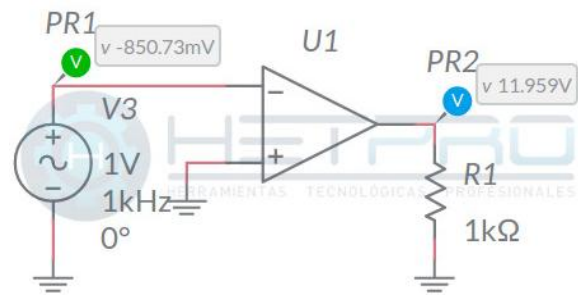 PR1
v -850.73mV
U1
PR2
v 11.959V
V
V
V3
1V
1kHz
0°
R1
1kΩ
HETPRO
HERRAMIENTAS TECNOLÓGICAS PROFESIONALES